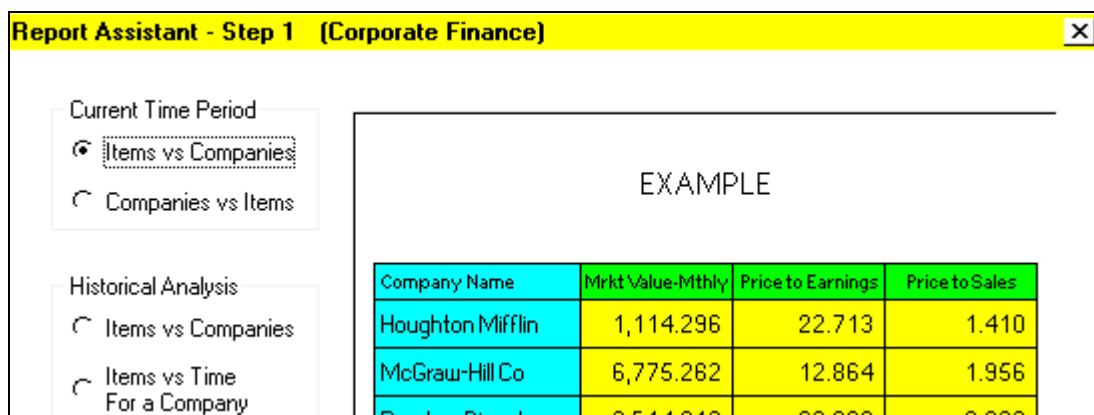 Report Assistant - Step 1 (Corporate Finance)
Current Time Period
Items vs Companies
Companies vs Items
Historical Analysis
Items vs Companies
Items vs Time
For a Company
EXAMPLE
Company Name Mrkt Value-Mthly Price to Earnings Price to Sales
Houghton Mifflin 1,114.296 22.713 1.410
McGraw-Hill Co 6,775.262 12.864 1.956